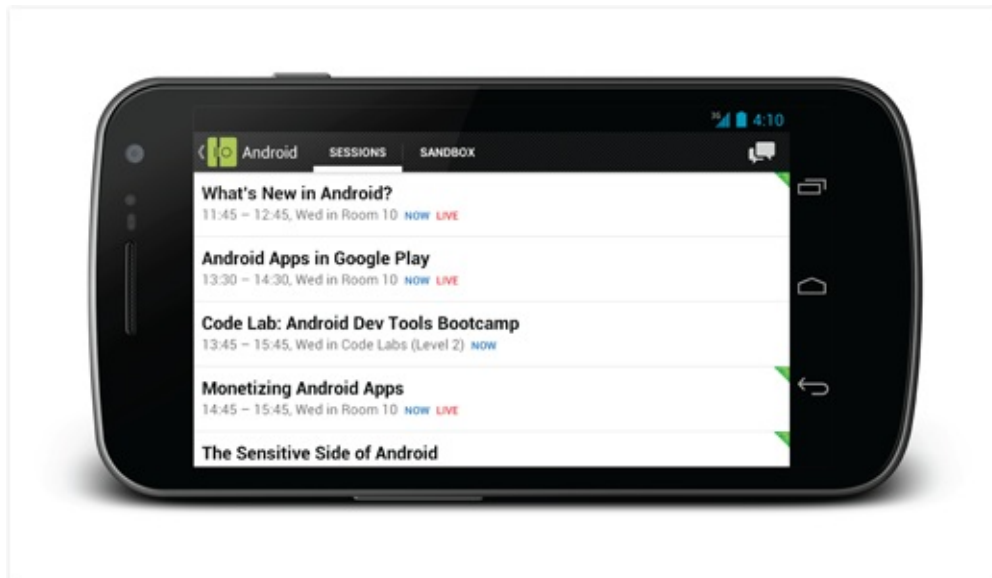 3G 4:10
IO Android SESSIONS SANDBOX
What's New in Android?
11:45 – 12:45, Wed in Room 10 NOW LIVE
Android Apps in Google Play
13:30 – 14:30, Wed in Room 10 NOW LIVE
Code Lab: Android Dev Tools Bootcamp
13:45 – 15:45, Wed in Code Labs (Level 2) NOW
Monetizing Android Apps
14:45 – 15:45, Wed in Room 10 NOW LIVE
The Sensitive Side of Android